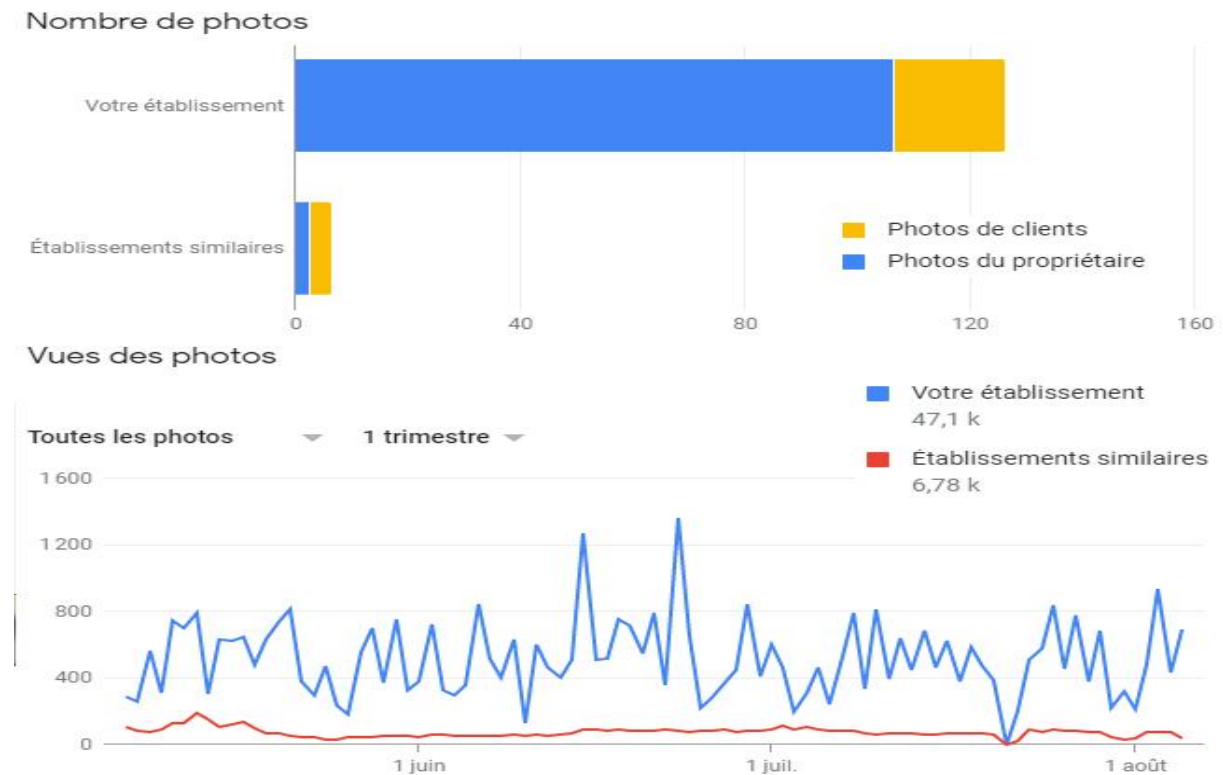 Nombre de photos
Votre établissement
Établissements similaires
Photos de clients
Photos du propriétaire
0 40 80 120 160
Vues des photos
Votre établissement
47,1 k
Toutes les photos 1 trimestre
Établissements similaires
6,78 k
1 600
1 200
800
400
0
1 juin 1 juil. 1 août